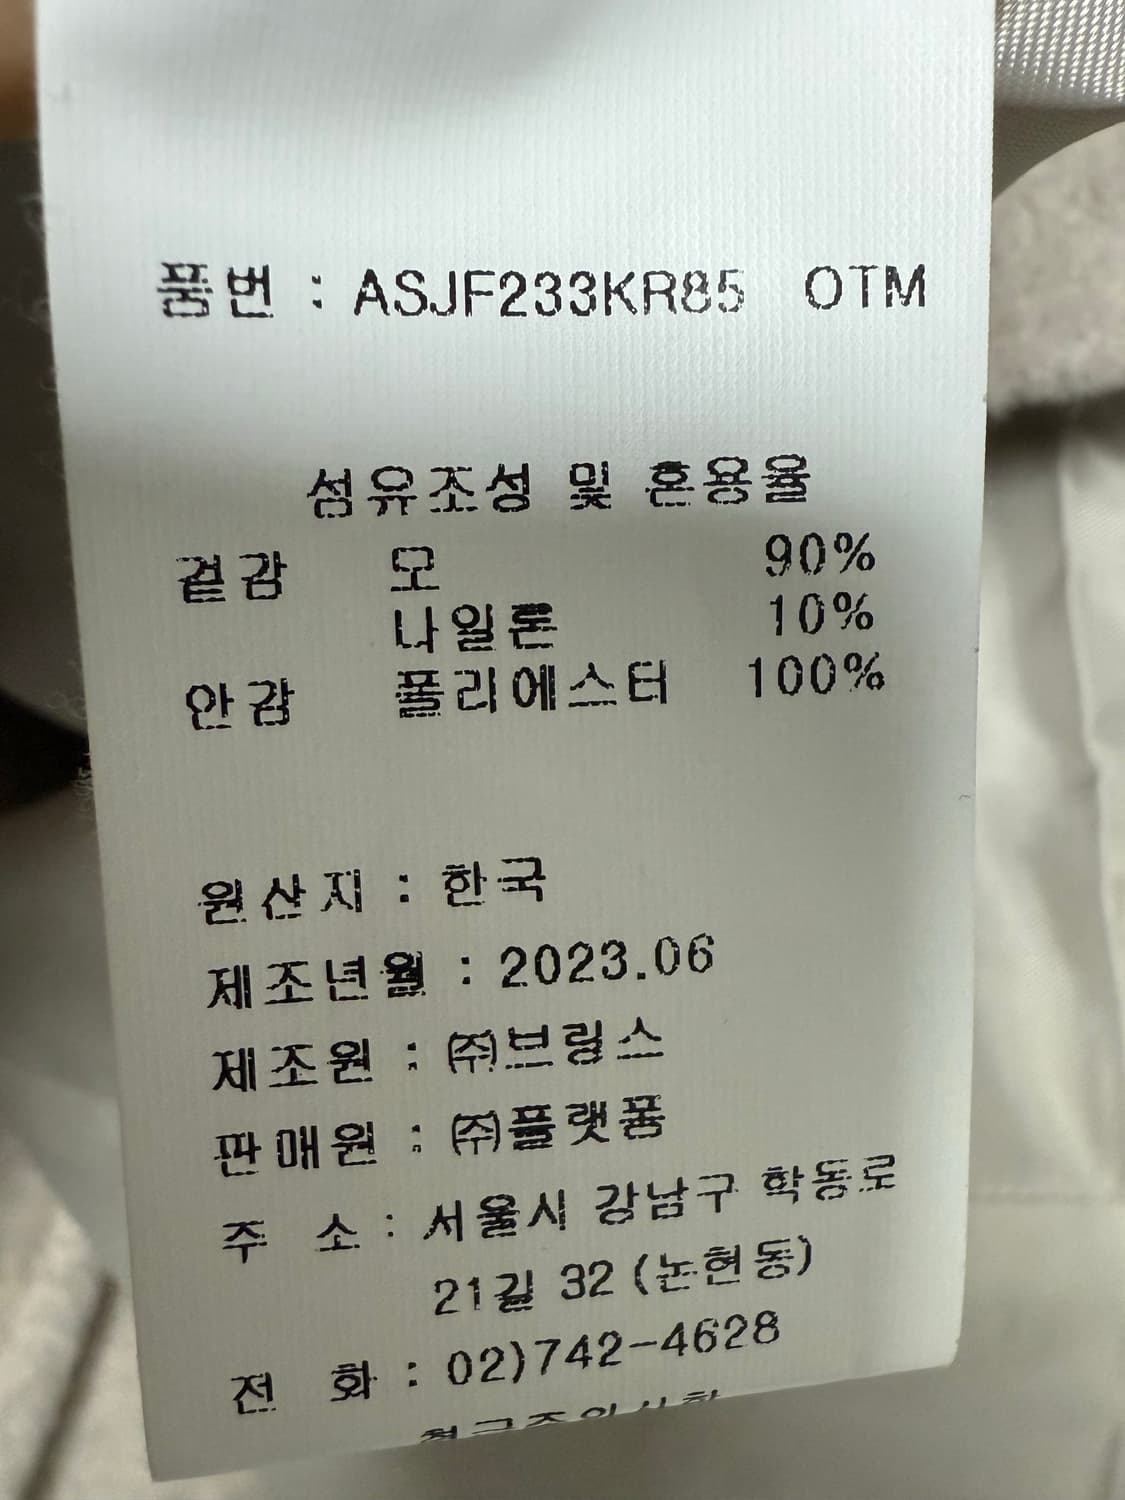 품번 : ASJF233KR85 OTM
섬유조성 및 혼용율
겉감 모 90%
나일론 10%
안감 폴리에스터 100%
원산지 : 한국
제조년월 : 2023.06
제조원 : ㈜브링스
판매원 : ㈜플랫폼
주 소 : 서울시 강남구 학동로
21길 32 (논현동)
전 화 : 02)742-4628